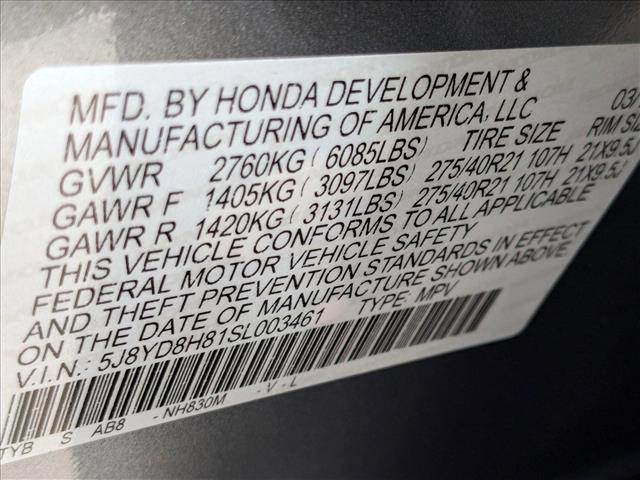 MFD. BY HONDA DEVELOPMENT & 03/
MANUFACTURING OF AMERICA, LLC
GVWR 2760KG ( 6085LBS) TIRE SIZE RIM SIZ
GAWR F 1405KG ( 3097LBS) 275/40R21 107H 21X9.5J
GAWR R 1420KG ( 3131LBS) 275/40R21 107H 21X9.5J
THIS VEHICLE CONFORMS TO ALL APPLICABLE
FEDERAL MOTOR VEHICLE SAFETY
AND THEFT PREVENTION STANDARDS IN EFFECT
ON THE DATE OF MANUFACTURE SHOWN ABOVE.
V.I.N.: 5J8YD8H81SL003461 TYPE: MPV
TYB S AB8 - NH830M - V - L